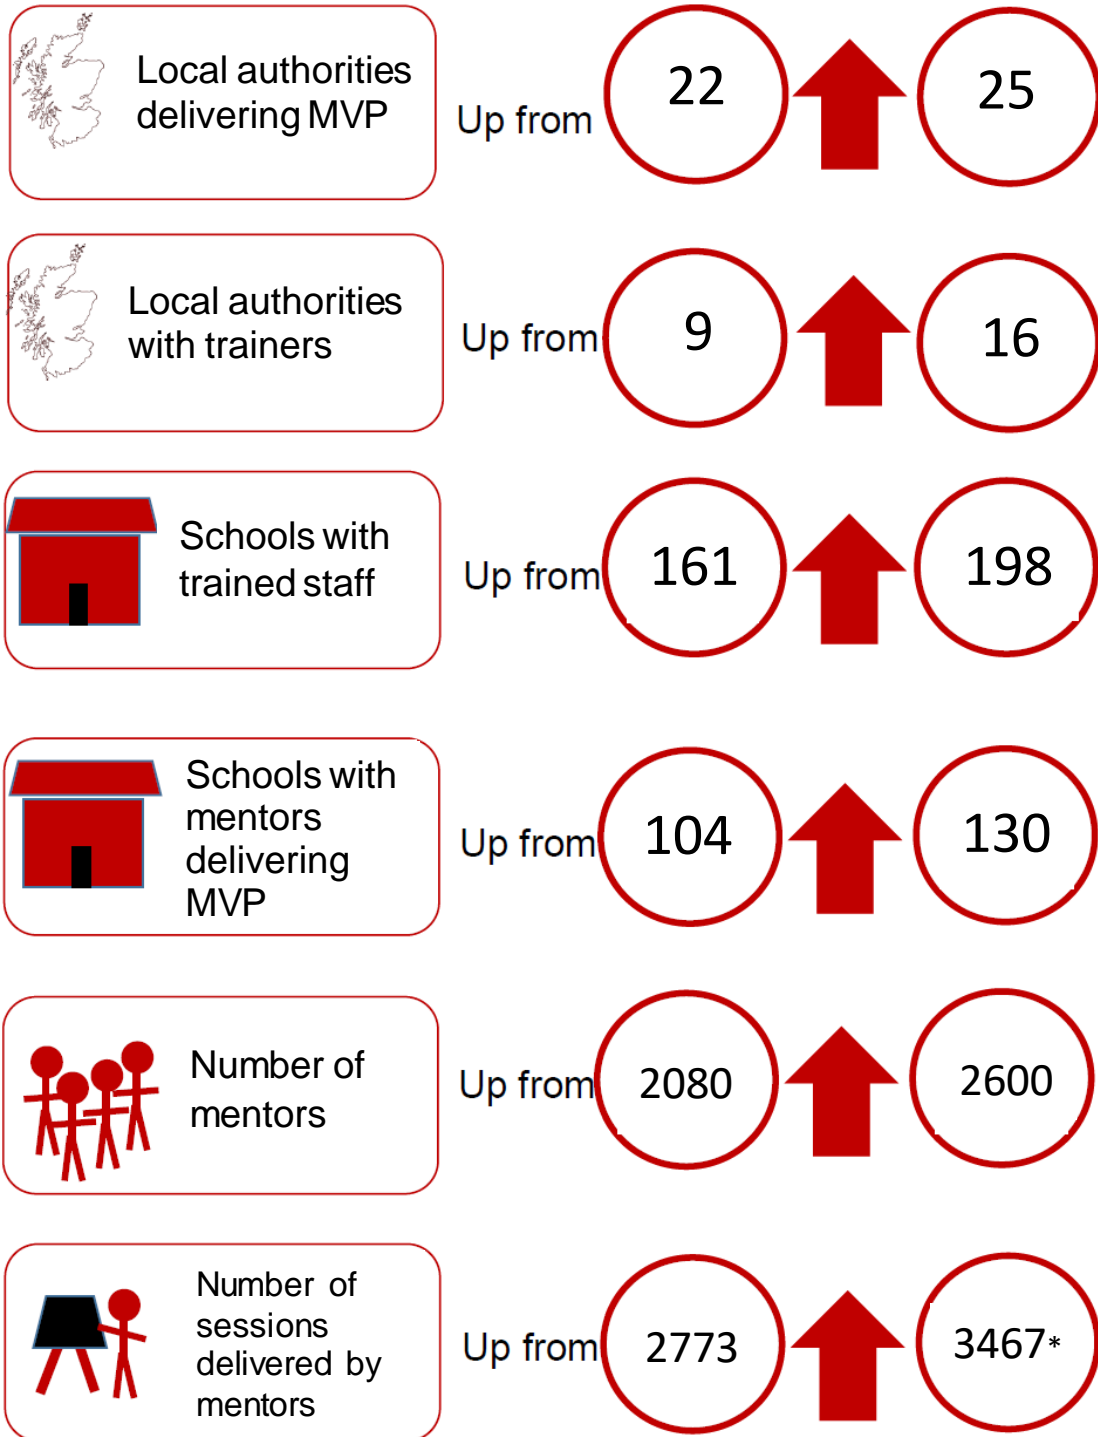 Local authorities
delivering MVP
Up from
22
25
Local authorities
with trainers
Up from
9
16
Schools with
trained staff
Up from
161
198
Schools with
mentors
delivering
MVP
Up from
104
130
Number of
mentors
Up from
2080
2600
Number of
sessions
delivered by
mentors
Up from
2773
3467*